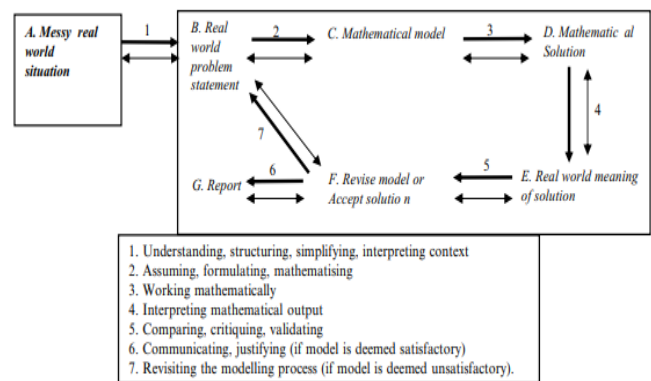 A. Messy real
world
situation
1
B. Real
world
problem
statement
2
C. Mathematical model
3
D. Mathematic al
Solution
4
7
6
5
G. Report
F. Revise model or
Accept solutio n
E. Real world meaning
of solution
1. Understanding, structuring, simplifying, interpreting context
2. Assuming, formulating, mathematising
3. Working mathematically
4. Interpreting mathematical output
5. Comparing, critiquing, validating
6. Communicating, justifying (if model is deemed satisfactory)
7. Revisiting the modelling process (if model is deemed unsatisfactory).